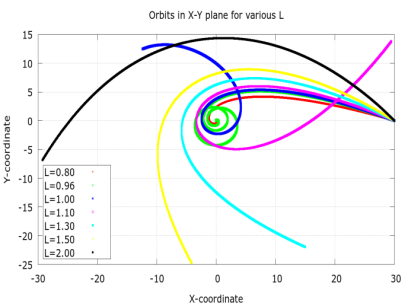 Orbits in X-Y plane for various L
15
10
5
0
-5
-10
-15
-20
-25
Y-coordinate
L=0.80
L=0.96
L=1.00
L=1.10
L=1.30
L=1.50
L=2.00
-30 -20 -10 0 10 20 30
X-coordinate